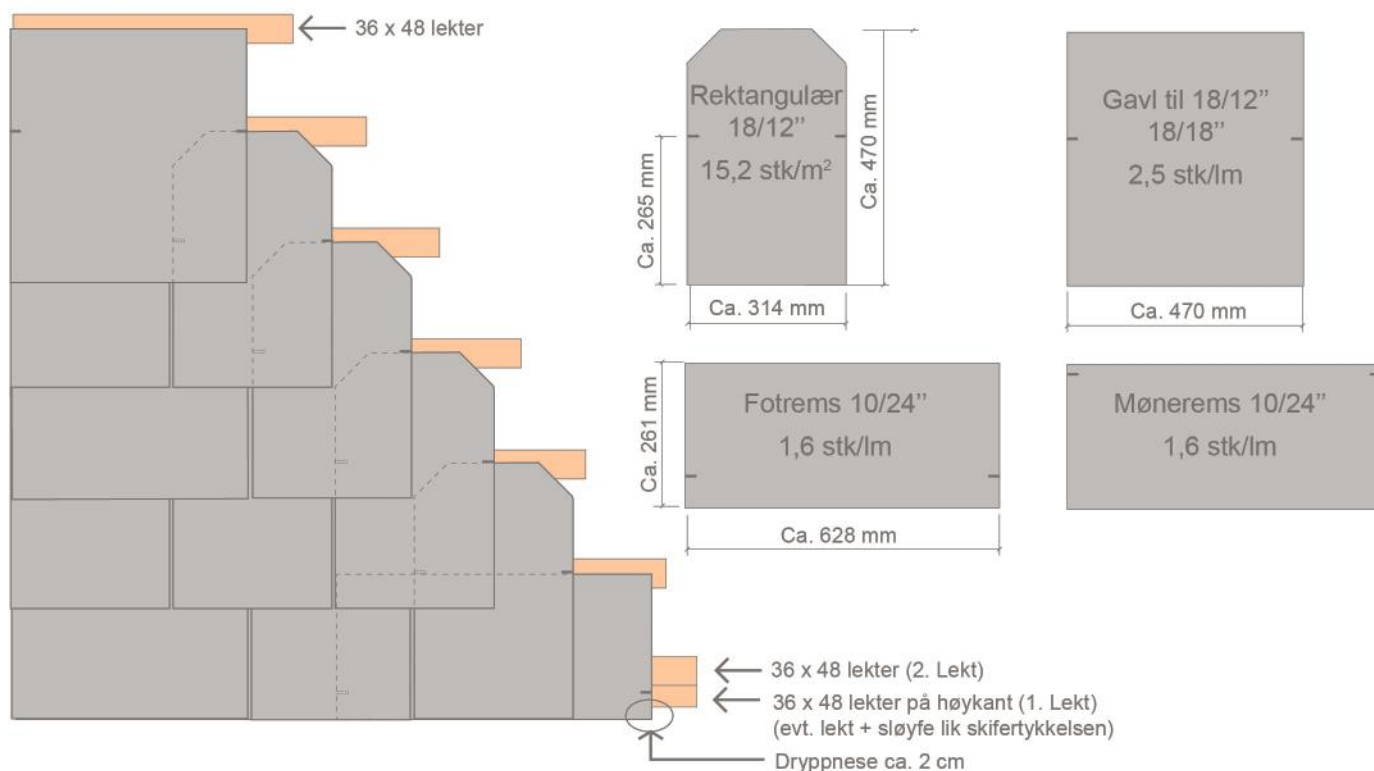 36 x 48 lekter
Rektangulær
18/12’’
15,2 stk/m²
Ca. 265 mm
Ca. 470 mm
Ca. 314 mm
Gavl til 18/12’’
18/18’’
2,5 stk/lm
Ca. 470 mm
Fotrems 10/24’’
1,6 stk/lm
Ca. 261 mm
Ca. 628 mm
Mønerems 10/24’’
1,6 stk/lm
36 x 48 lekter (2. Lekt)
36 x 48 lekter på høykant (1. Lekt)
(evt. lekt + sløyfe lik skifertykkelsen)
Dryppnese ca. 2 cm